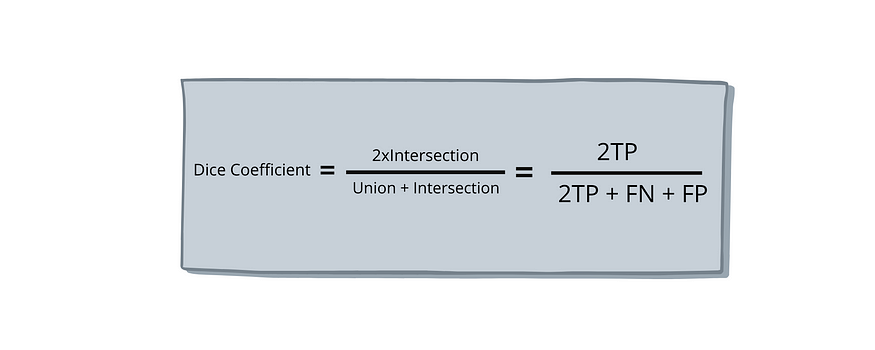 Dice Coefficient = 2xIntersection / Union + Intersection = 2TP / 2TP + FN + FP